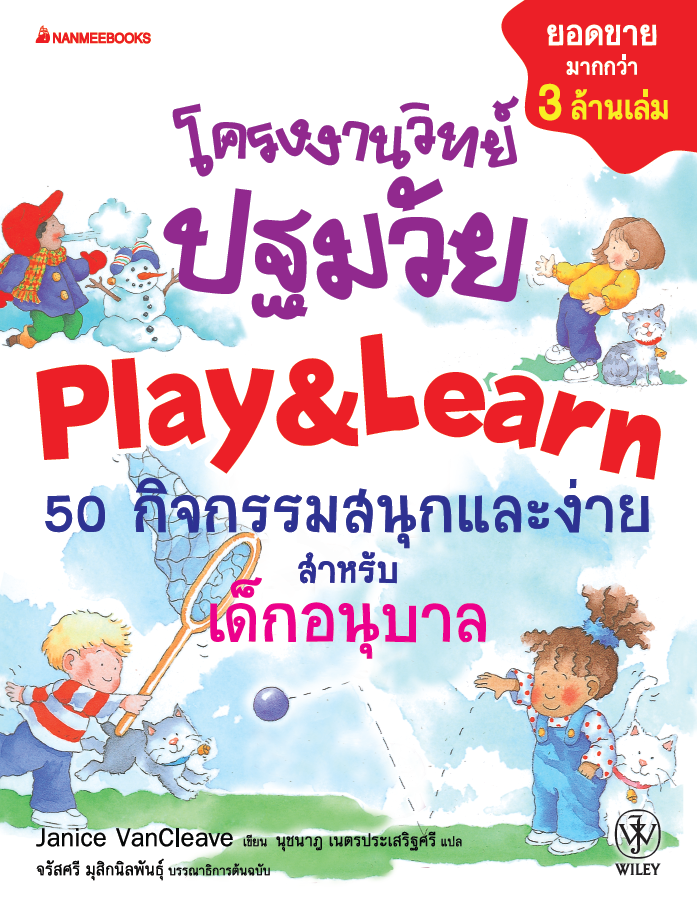 NANMEEBOOKS
ยอดขาย
มากกว่า
3 ล้านเล่ม
โครงงานวิทย์
ปฐมวัย
Play&Learn
50 กิจกรรมสนุกและง่าย
สำหรับ
เด็กอนุบาล
Janice VanCleave เขียน นุชนาฎ เนตรประเสริฐศรี แปล
จรัสศรี มุสิกนิลพันธุ์ บรรณาธิการต้นฉบับ
WILEY